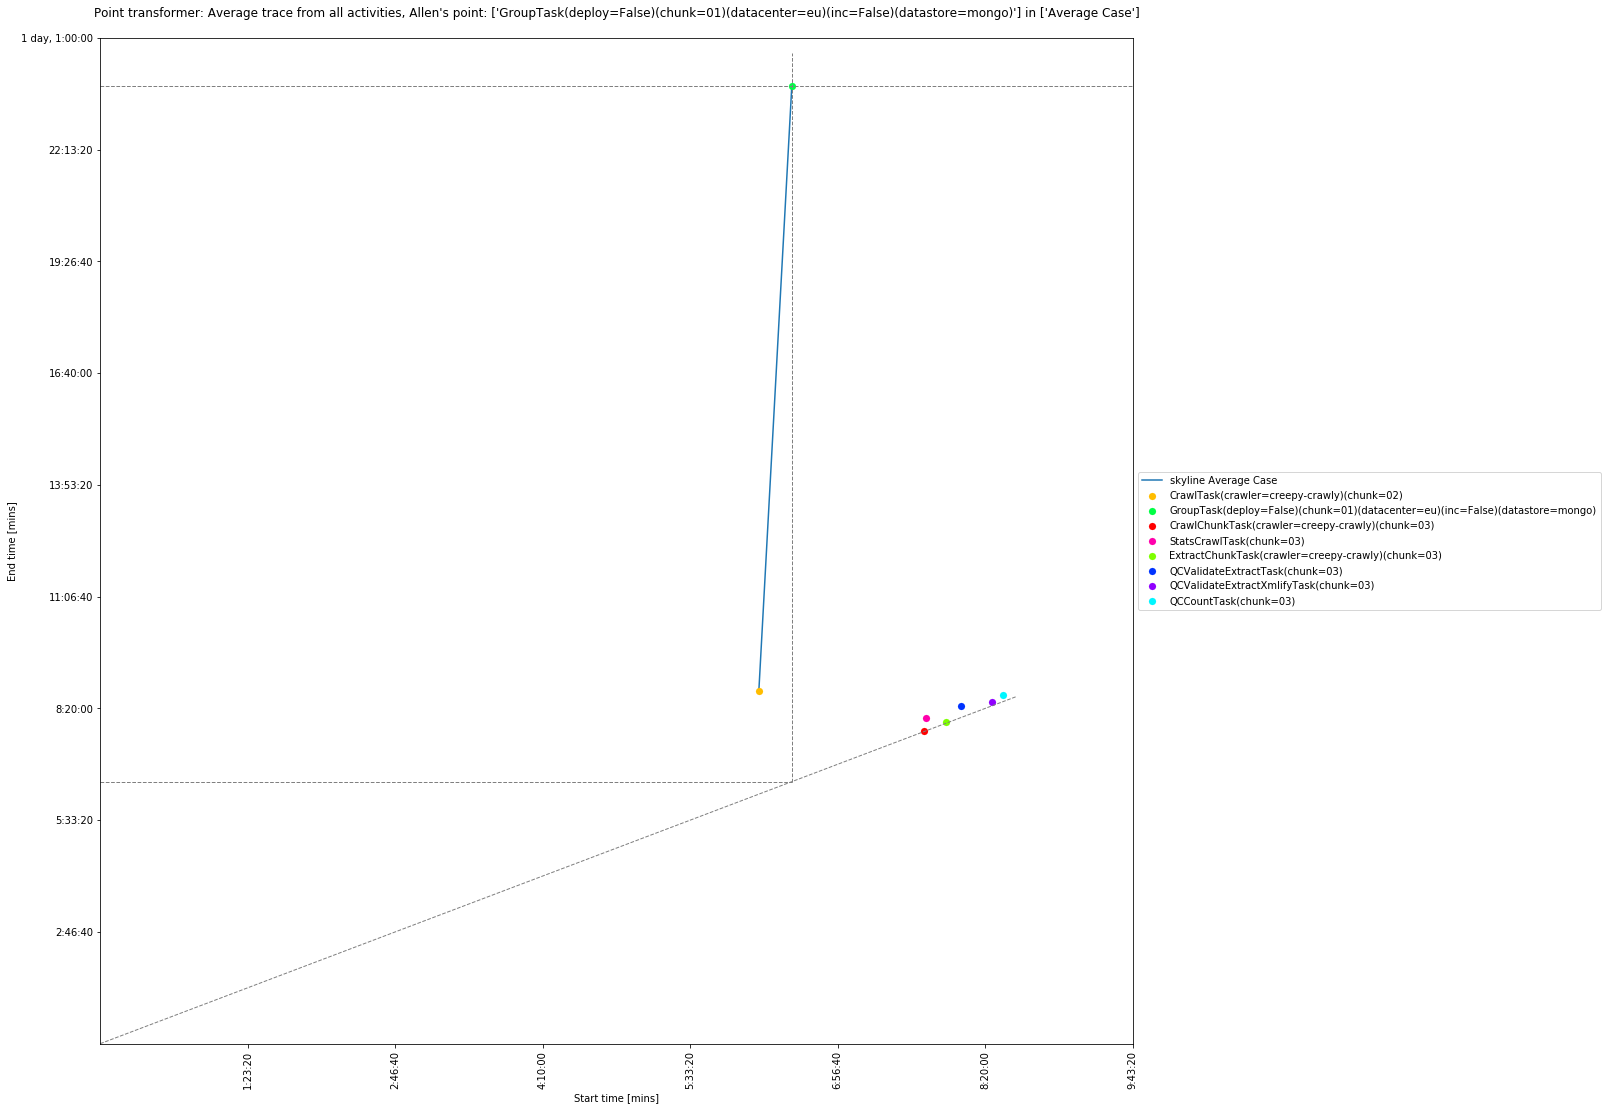 Point transformer: Average trace from all activities, Allen's point: ['GroupTask(deploy=False)(chunk=01)(datacenter=eu)(inc=False)(datastore=mongo)'] in ['Average Case']
1 day, 1:00:00
22:13:20
19:26:40
16:40:00
13:53:20
11:06:40
8:20:00
5:33:20
2:46:40
End time [mins]
1:23:20
2:46:40
4:10:00
5:33:20
6:56:40
8:20:00
9:43:20
Start time [mins]
skyline Average Case
CrawlTask(crawler=creepy-crawly)(chunk=02)
GroupTask(deploy=False)(chunk=01)(datacenter=eu)(inc=False)(datastore=mongo)
CrawlChunkTask(crawler=creepy-crawly)(chunk=03)
StatsCrawlTask(chunk=03)
ExtractChunkTask(crawler=creepy-crawly)(chunk=03)
QCValidateExtractTask(chunk=03)
QCValidateExtractXmlifyTask(chunk=03)
QCCountTask(chunk=03)